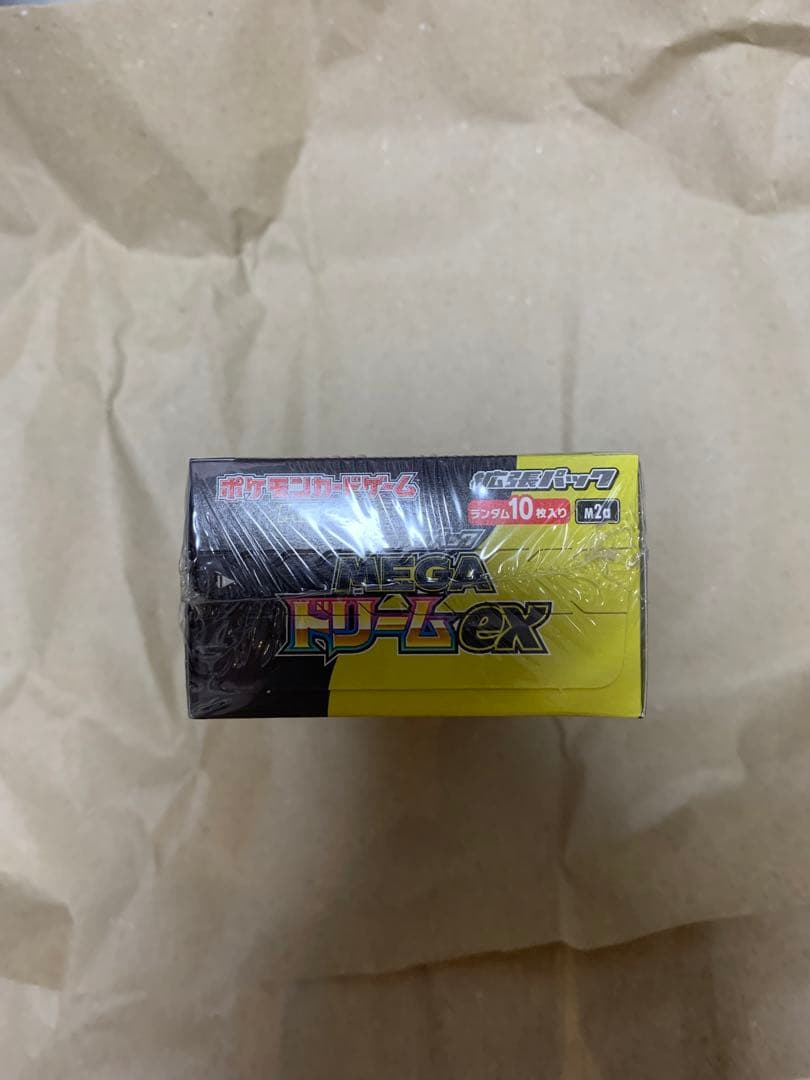 ポケモンカードゲーム
拡張パック
ランダム10枚入り M2a
MEGA
ドリームex